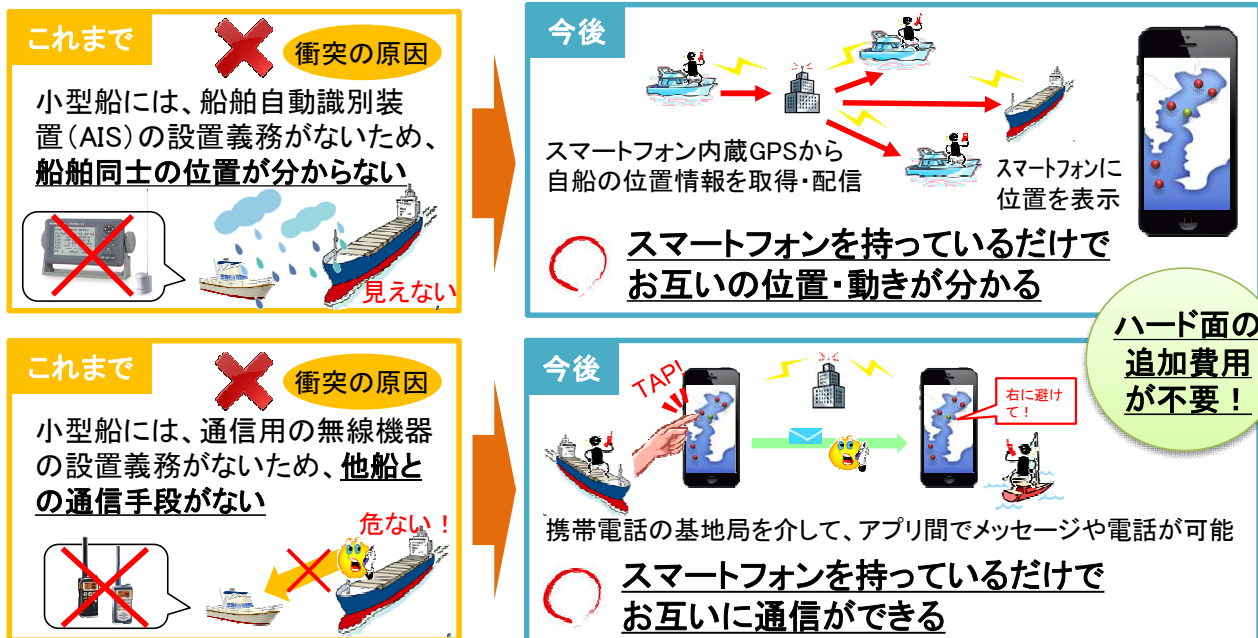 これまで
衝突の原因
小型船には、船舶自動識別装
置(AIS)の設置義務がないため、
船舶同士の位置が分からない
見えない
今後
スマートフォン内蔵GPSから
自船の位置情報を取得・配信
スマートフォンに
位置を表示
スマートフォンを持っているだけで
お互いの位置・動きが分かる
ハード面の
追加費用
が不要!
これまで
衝突の原因
小型船には、通信用の無線機器
の設置義務がないため、他船と
の通信手段がない
危ない!
今後
TAP!
右に避け
て!
携帯電話の基地局を介して、アプリ間でメッセージや電話が可能
スマートフォンを持っているだけで
お互いに通信ができる